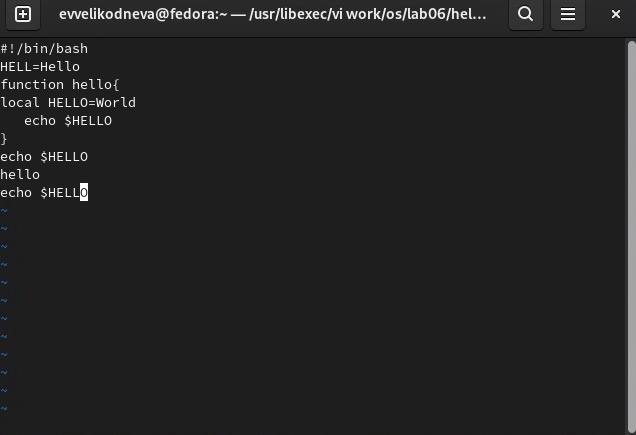 evvelikodneva@fedora:~ — /usr/libexec/vi work/os/lab06/hel...
#!/bin/bash
HELL=Hello
function hello{
local HELLO=World
   echo $HELLO
}
echo $HELLO
hello
echo $HELLO
~
~
~
~
~
~
~
~
~
~
~
~